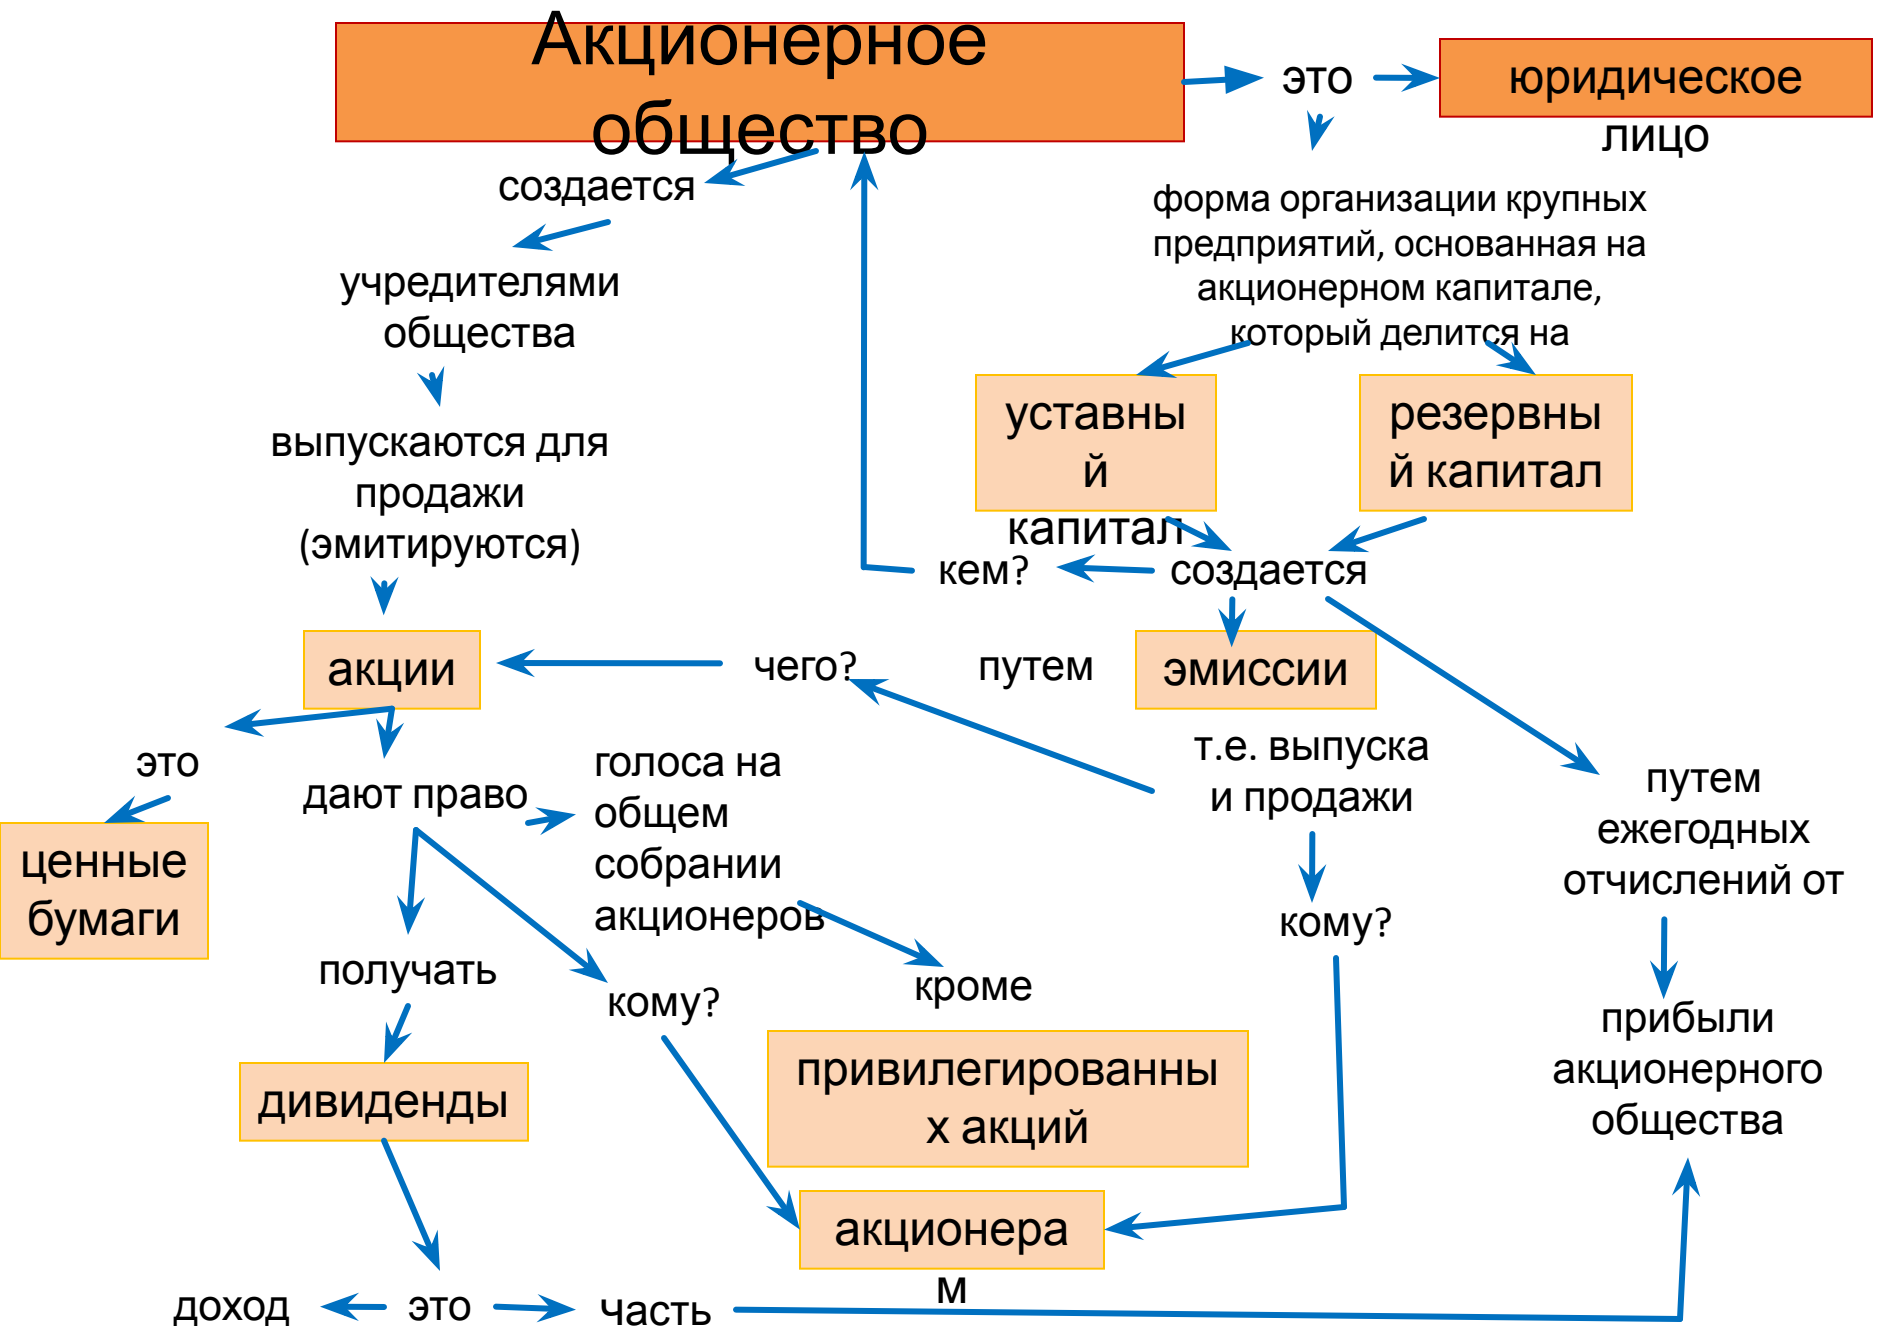 Акционерное
общество
это
юридическое
лицо
создается
форма организации крупных
предприятий, основанная на
акционерном капитале,
который делится на
учредителями
общества
уставны
й
капитал
резервны
й капитал
выпускаются для
продажи
(эмитируются)
кем?
создается
акции
чего?
путем
эмиссии
т.е. выпуска
и продажи
это
дают право
голоса на
общем
собрании
акционеров
путем
ежегодных
отчислений от
ценные
бумаги
кому?
получать
кому?
кроме
прибыли
акционерного
общества
привилегированны
х акций
дивиденды
акционера
м
доход
это
часть